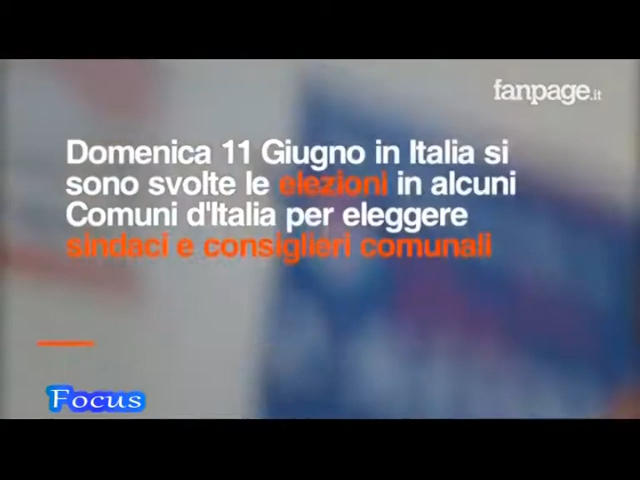 fanpage.it
Domenica 11 Giugno in Italia si
sono svolte le elezioni in alcuni
Comuni d'Italia per eleggere
sindaci e consiglieri comunali
Focus